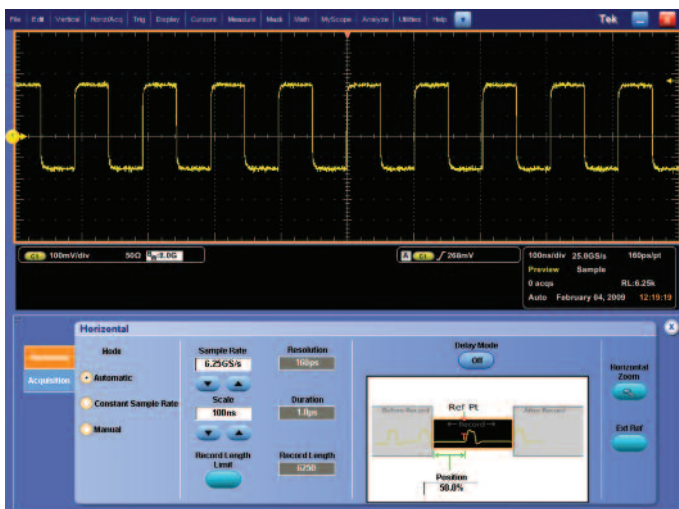 File Edit Vertical Horiz/Acq Trig Display Cursors Measure Mask Math MyScope Analyze Utilities Help Tek
C1 100mV/div 50Ω BW:8.0G
A C1 268mV
100ns/div 25.0GS/s 160ps/pt
Preview Sample
0 acqs RL:6.25k
Auto February 04, 2009 12:19:19
Horizontal
Mode
Acquisition
Automatic
Constant Sample Rate
Manual
Sample Rate
6.25GS/s
Scale
100ns
Record Length
Limit
Resolution
160ps
Duration
1.0µs
Record Length
6250
Delay Mode
Off
Before Record
Ref Pt
Record
After Record
Position
50.0%
Horizontal
Zoom
Ext Ref